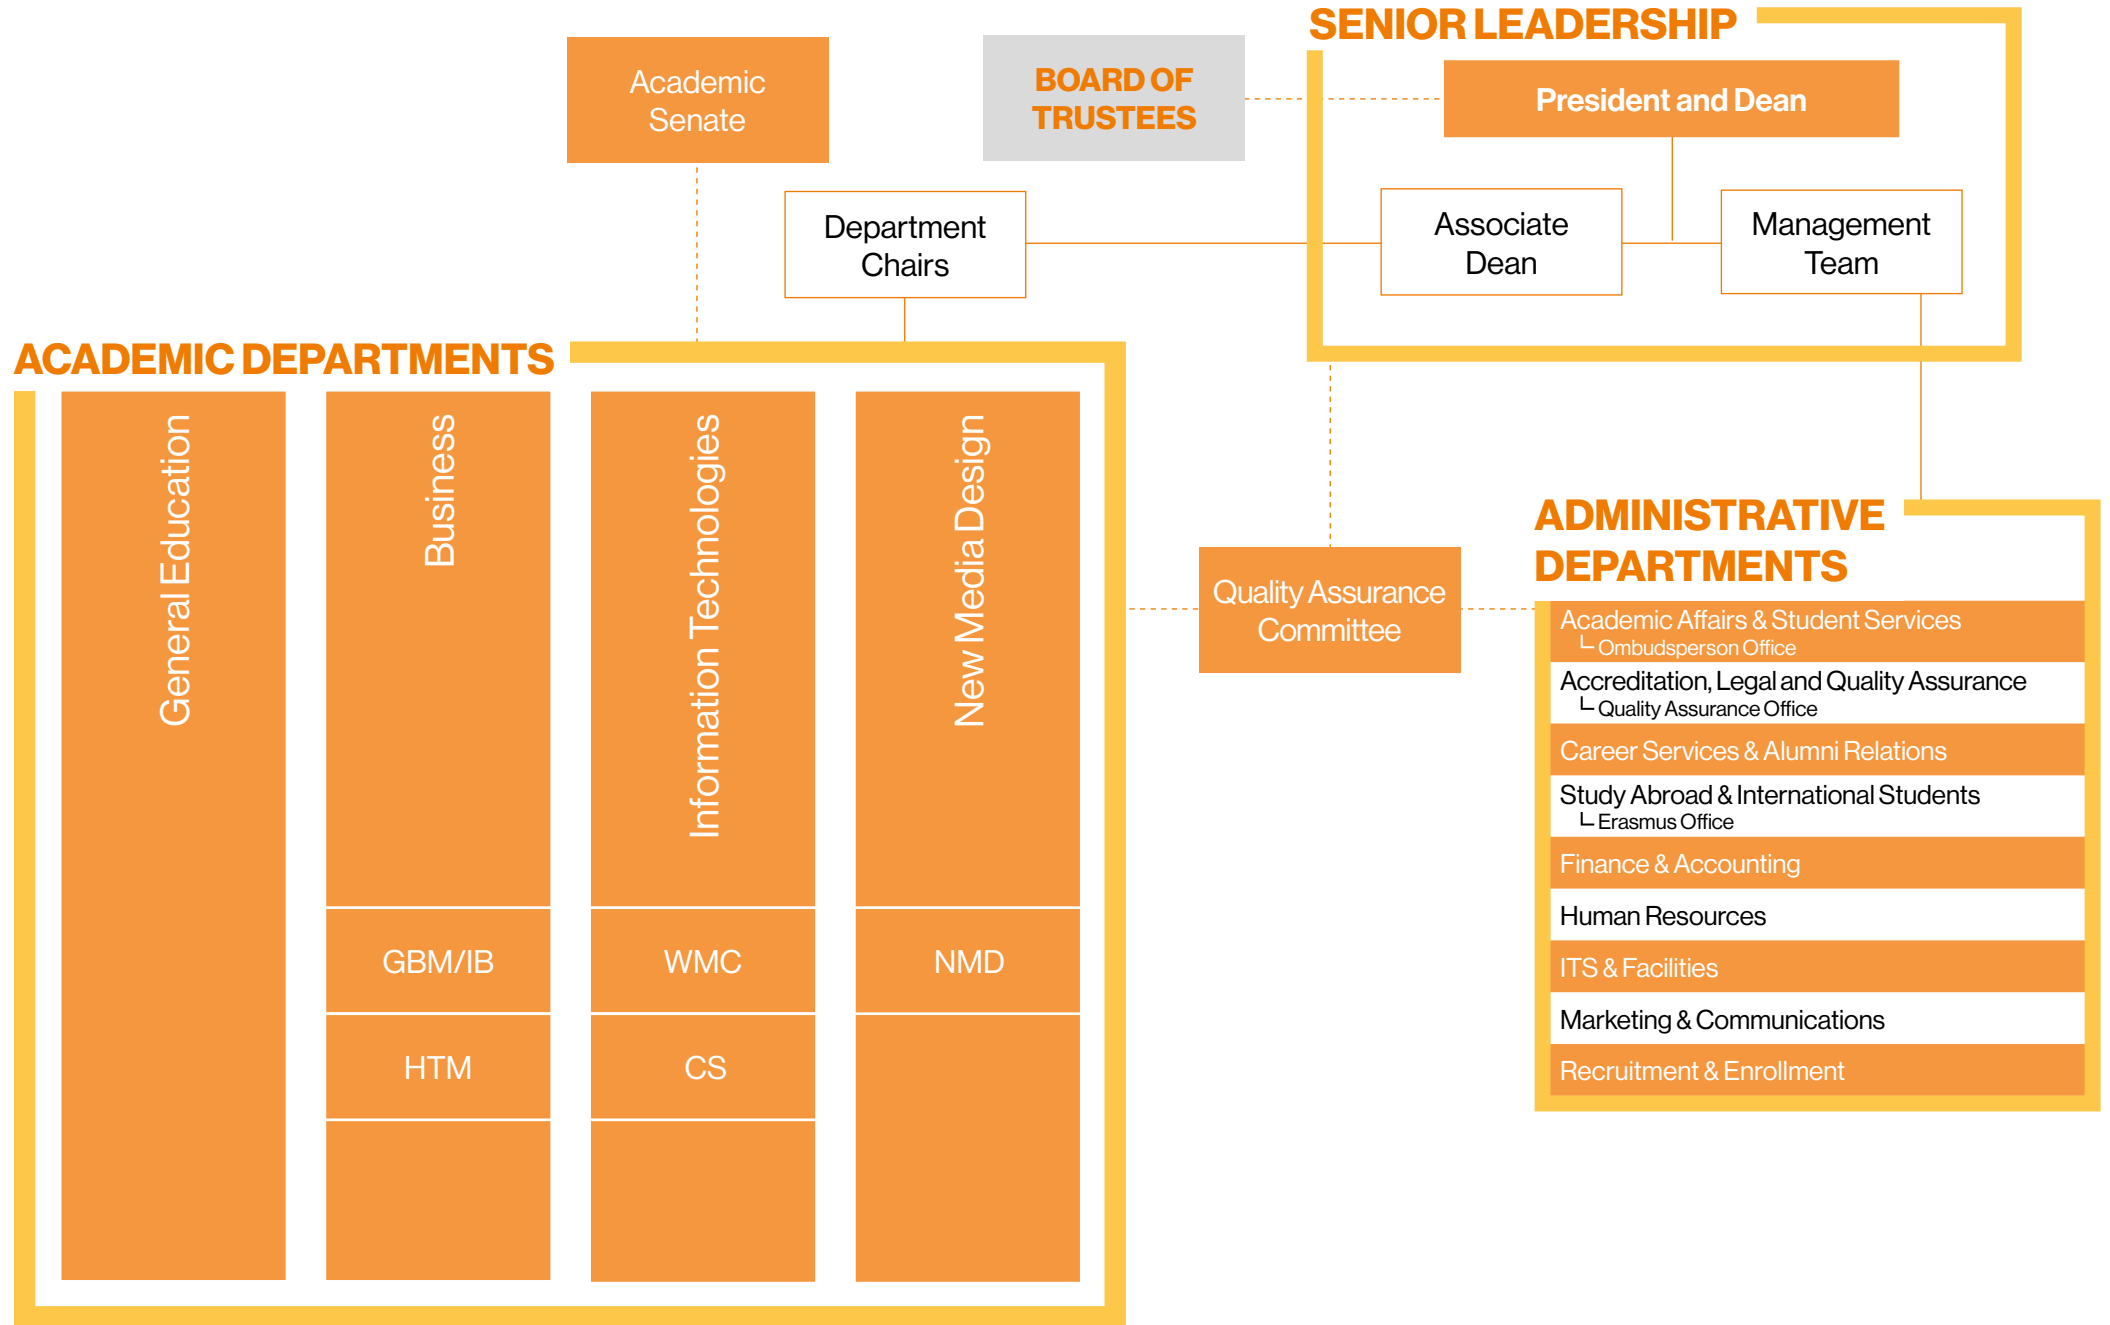 SENIOR LEADERSHIP
Academic
Senate
BOARD OF
TRUSTEES
President and Dean
Department
Chairs
Associate
Dean
Management
Team
ACADEMIC DEPARTMENTS
General Education
Business
Information Technologies
New Media Design
GBM/IB
WMC
NMD
HTM
CS
Quality Assurance
Committee
ADMINISTRATIVE
DEPARTMENTS
Academic Affairs & Student Services
Ombudsperson Office
Accreditation, Legal and Quality Assurance
Quality Assurance Office
Career Services & Alumni Relations
Study Abroad & International Students
Erasmus Office
Finance & Accounting
Human Resources
ITS & Facilities
Marketing & Communications
Recruitment & Enrollment